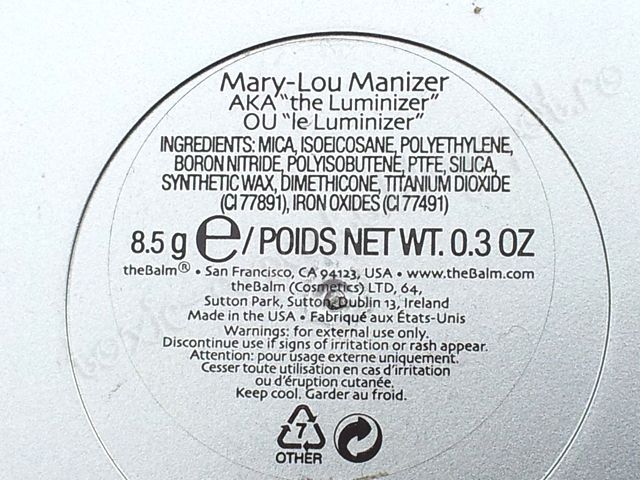 Mary-Lou Manizer
AKA "the Luminizer"
OU "le Luminizer"
INGREDIENTS: MICA, ISOEICOSANE, POLYETHYLENE,
BORON NITRIDE, POLYISOBUTENE, PTFE, SILICA,
SYNTHETIC WAX, DIMETHICONE, TITANIUM DIOXIDE
(CI 77891), IRON OXIDES (CI 77491)
8.5 g e / POIDS NET WT. 0.3 OZ
theBalm® • San Francisco, CA 94123, USA • www.theBalm.com
theBalm (Cosmetics) LTD, 64,
Sutton Park, Sutton, Dublin 13, Ireland
Made in the USA • Fabriqué aux États-Unis
Warnings: for external use only.
Discontinue use if signs of irritation or rash appear.
Attention: pour usage externe uniquement.
Cesser toute utilisation en cas d'irritation
ou d'éruption cutanée.
Keep cool. Garder au froid.
7
OTHER